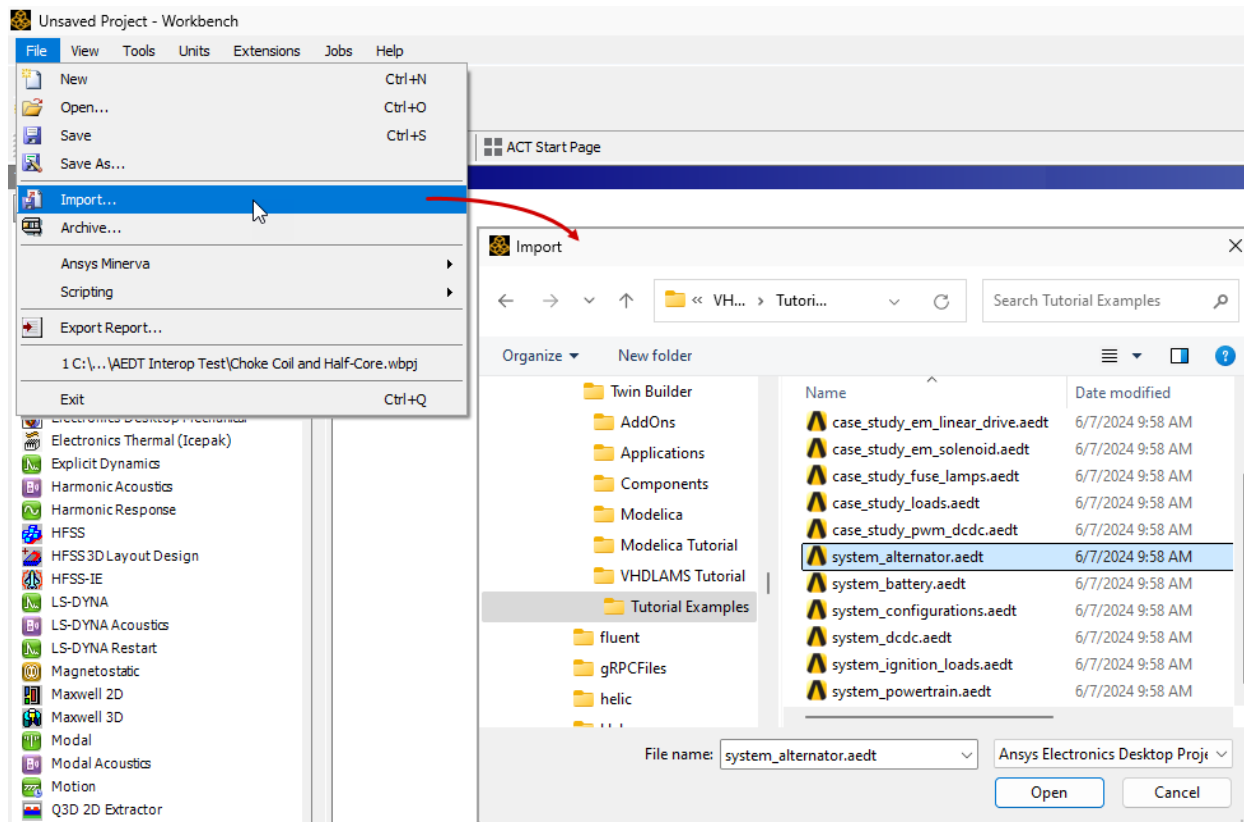 Unsaved Project - Workbench
File View Tools Units Extensions Jobs Help
New Ctrl+N
Open... Ctrl+O
Save Ctrl+S
Save As...
Import...
Archive...
Ansys Minerva
Scripting
Export Report...
1 C:\...\AEDT Interop Test\Choke Coil and Half-Core.wbpj
Exit Ctrl+Q
ACT Start Page
Electronics Desktop Mechanical
Electronics Thermal (Icepak)
Explicit Dynamics
Harmonic Acoustics
Harmonic Response
HFSS
HFSS 3D Layout Design
HFSS-IE
LS-DYNA
LS-DYNA Acoustics
LS-DYNA Restart
Magnetostatic
Maxwell 2D
Maxwell 3D
Modal
Modal Acoustics
Motion
Q3D 2D Extractor
Import
« VH... › Tutori...
Search Tutorial Examples
Organize
New folder
Twin Builder
AddOns
Applications
Components
Modelica
Modelica Tutorial
VHDLAMS Tutorial
Tutorial Examples
fluent
gRPCFiles
helic
Name Date modified
case_study_em_linear_drive.aedt 6/7/2024 9:58 AM
case_study_em_solenoid.aedt 6/7/2024 9:58 AM
case_study_fuse_lamps.aedt 6/7/2024 9:58 AM
case_study_loads.aedt 6/7/2024 9:58 AM
case_study_pwm_dcdc.aedt 6/7/2024 9:58 AM
system_alternator.aedt 6/7/2024 9:58 AM
system_battery.aedt 6/7/2024 9:58 AM
system_configurations.aedt 6/7/2024 9:58 AM
system_dcdc.aedt 6/7/2024 9:58 AM
system_ignition_loads.aedt 6/7/2024 9:58 AM
system_powertrain.aedt 6/7/2024 9:58 AM
File name: system_alternator.aedt
Ansys Electronics Desktop Proje
Open Cancel